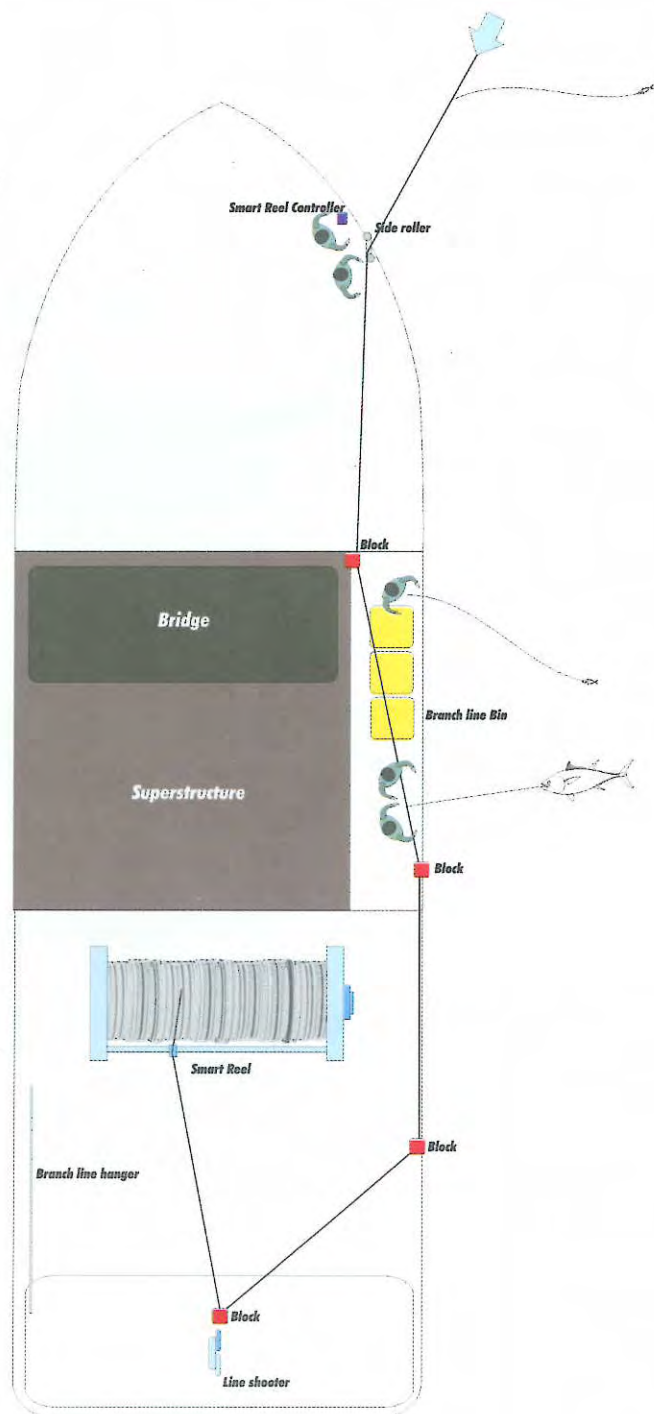 Smart Reel Controller
Side roller
Block
Bridge
Branch line Bin
Superstructure
Block
Smart Reel
Block
Branch line hanger
Block
Line shooter